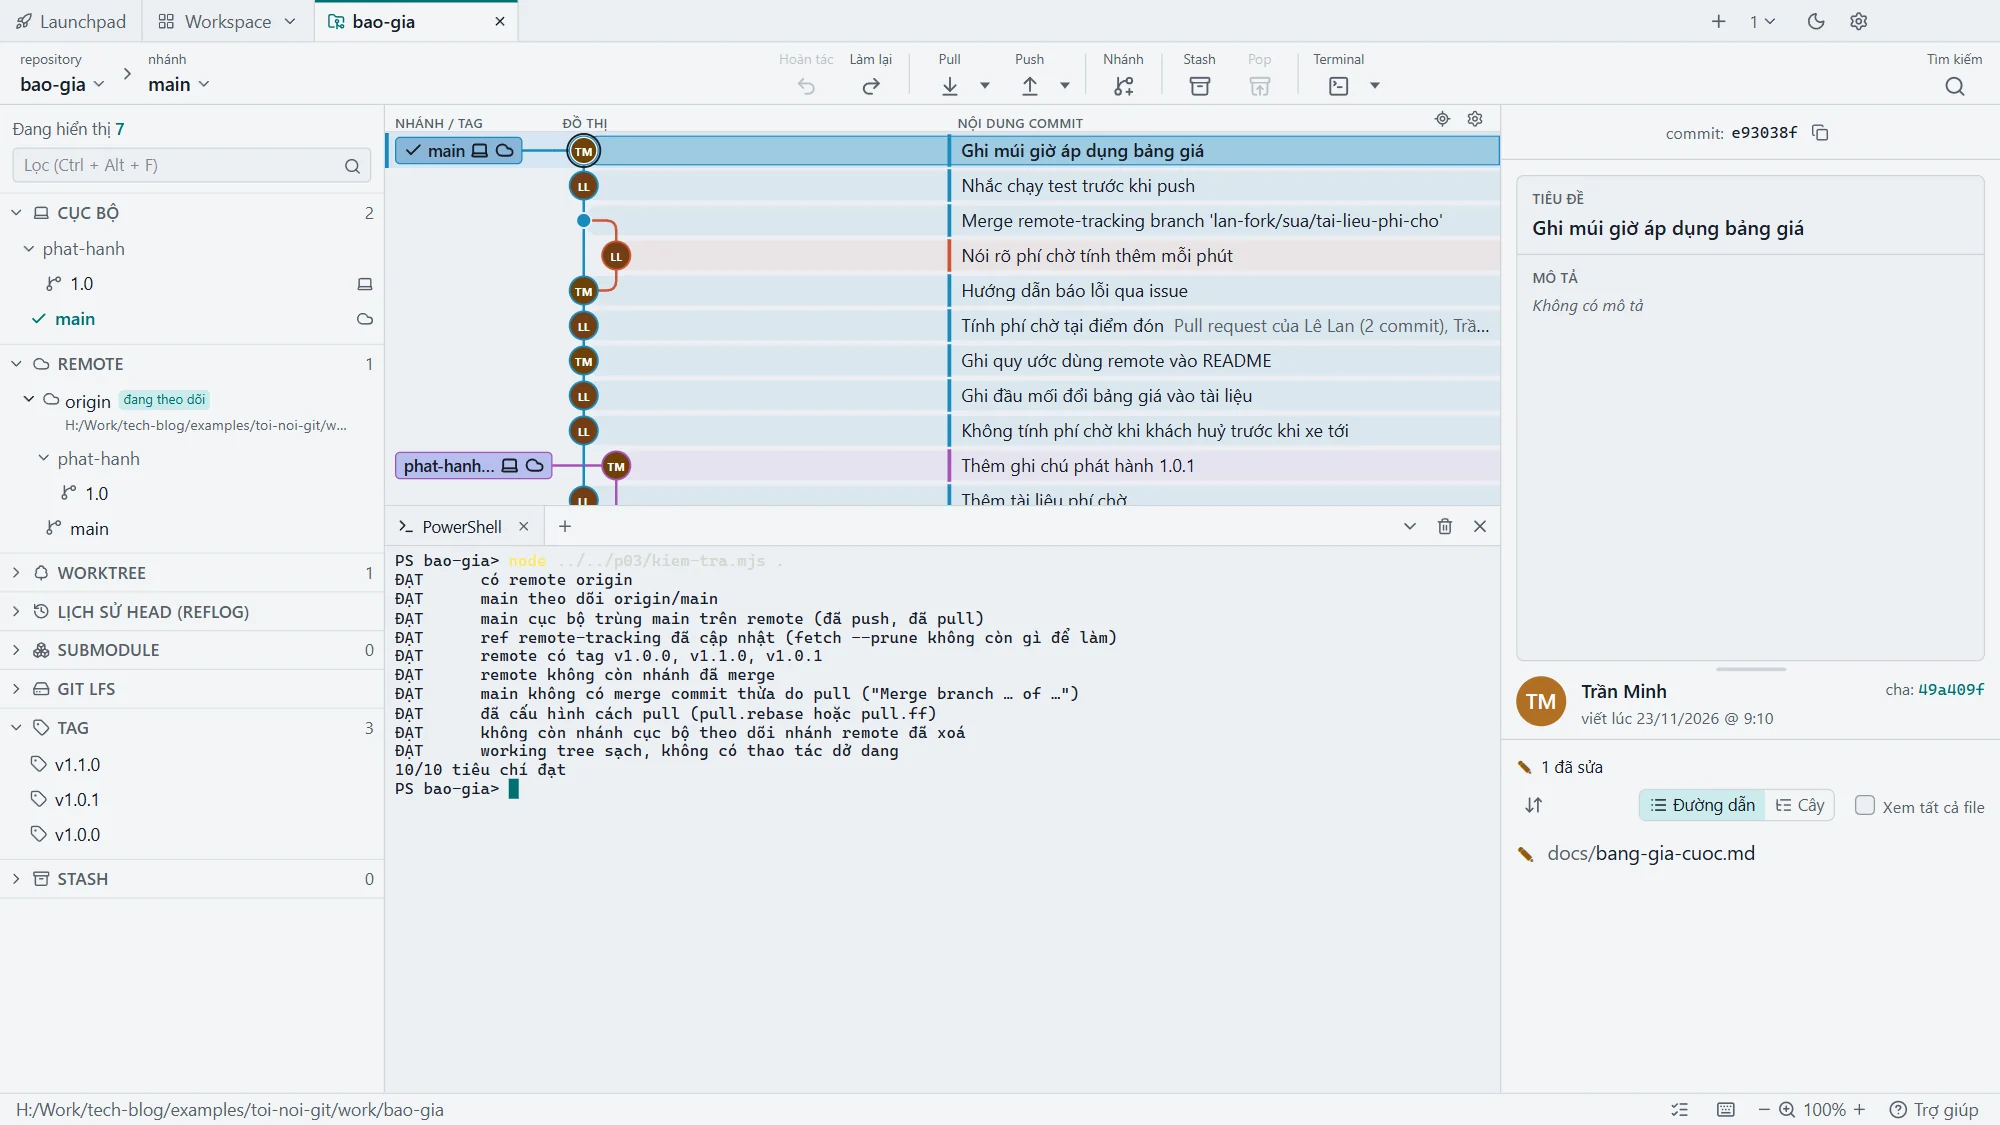 Launchpad
Workspace
bao-gia
1
repository
bao-gia
nhánh
main
Hoàn tác
Làm lại
Pull
Push
Nhánh
Stash
Pop
Terminal
Tìm kiếm
Đang hiển thị 7
Lọc (Ctrl + Alt + F)
CỤC BỘ 2
phat-hanh
1.0
main
REMOTE 1
origin đang theo dõi
H:/Work/tech-blog/examples/toi-noi-git/w...
phat-hanh
1.0
main
WORKTREE 1
LỊCH SỬ HEAD (REFLOG)
SUBMODULE 0
GIT LFS
TAG 3
v1.1.0
v1.0.1
v1.0.0
STASH 0
NHÁNH / TAG ĐỒ THỊ NỘI DUNG COMMIT
main TM Ghi múi giờ áp dụng bảng giá
LL Nhắc chạy test trước khi push
Merge remote-tracking branch 'lan-fork/sua/tai-lieu-phi-cho'
LL Nói rõ phí chờ tính thêm mỗi phút
TM Hướng dẫn báo lỗi qua issue
LL Tính phí chờ tại điểm đón Pull request của Lê Lan (2 commit), Trầ...
TM Ghi quy ước dùng remote vào README
LL Ghi đầu mối đổi bảng giá vào tài liệu
LL Không tính phí chờ khi khách huỷ trước khi xe tới
phat-hanh... TM Thêm ghi chú phát hành 1.0.1
LL Thêm tài liệu phí chờ
PowerShell
PS bao-gia> node ../../p03/kiem-tra.mjs .
ĐẠT có remote origin
ĐẠT main theo dõi origin/main
ĐẠT main cục bộ trùng main trên remote (đã push, đã pull)
ĐẠT ref remote-tracking đã cập nhật (fetch --prune không còn gì để làm)
ĐẠT remote có tag v1.0.0, v1.1.0, v1.0.1
ĐẠT remote không còn nhánh đã merge
ĐẠT main không có merge commit thừa do pull ("Merge branch … of …")
ĐẠT đã cấu hình cách pull (pull.rebase hoặc pull.ff)
ĐẠT không còn nhánh cục bộ theo dõi nhánh remote đã xoá
ĐẠT working tree sạch, không có thao tác dở dang
10/10 tiêu chí đạt
PS bao-gia>
commit: e93038f
TIÊU ĐỀ
Ghi múi giờ áp dụng bảng giá
MÔ TẢ
Không có mô tả
TM Trần Minh
viết lúc 23/11/2026 @ 9:10
cha: 49a409f
1 đã sửa
Đường dẫn Cây Xem tất cả file
docs/bang-gia-cuoc.md
H:/Work/tech-blog/examples/toi-noi-git/work/bao-gia
100%
Trợ giúp